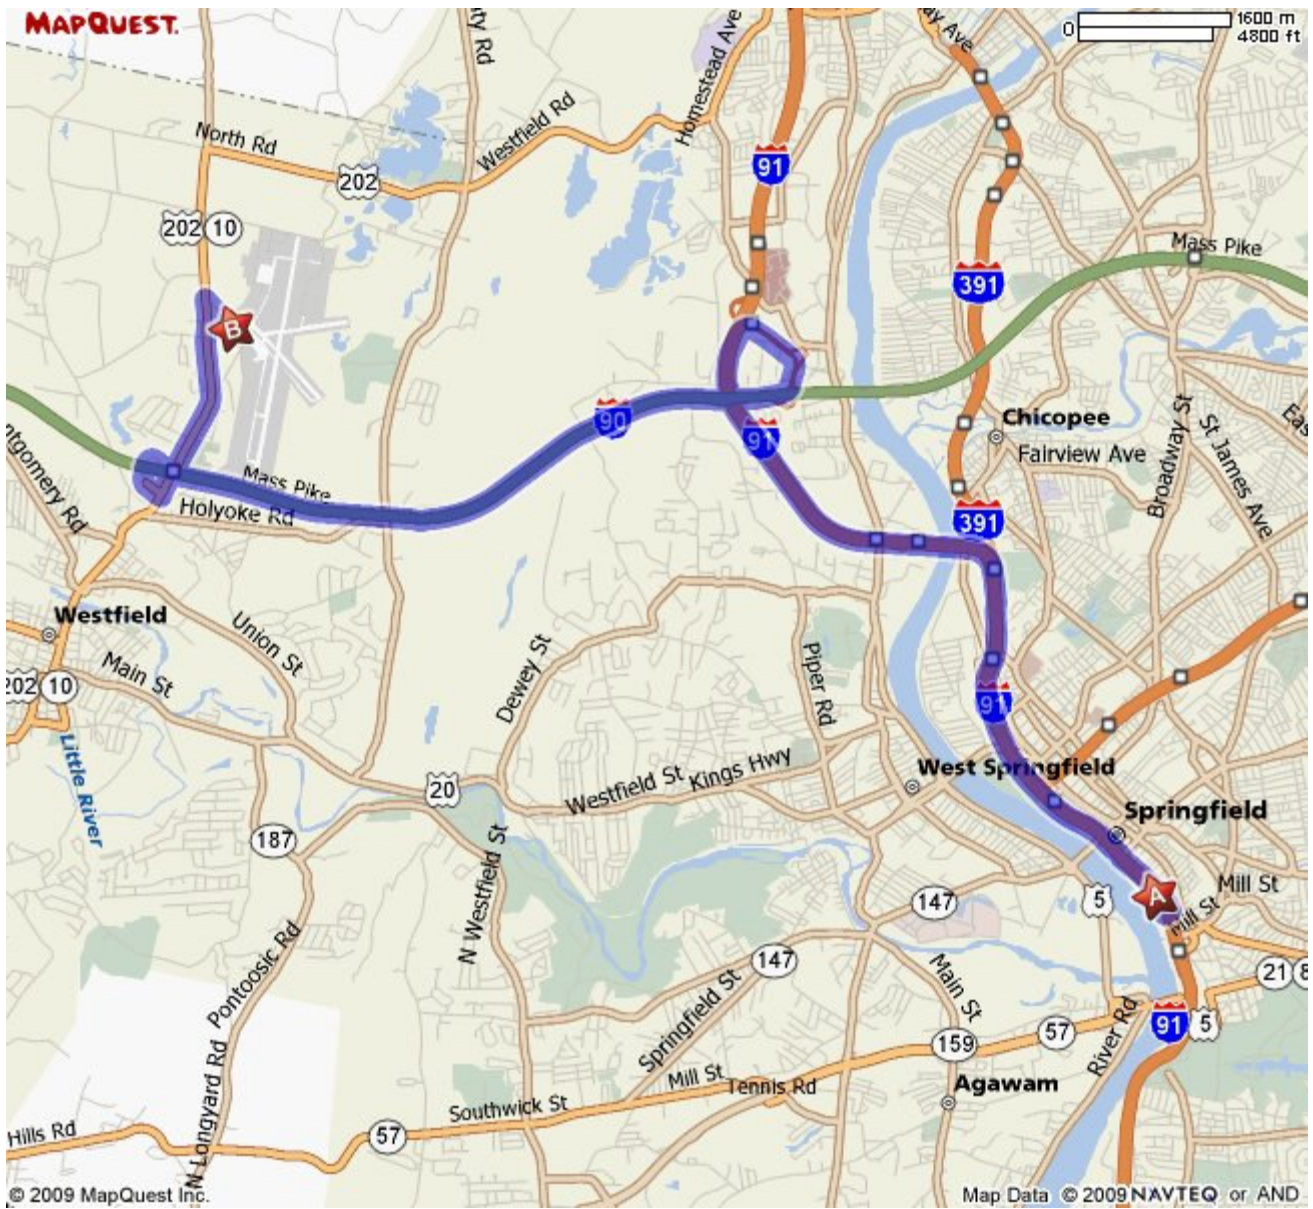 MAPQUEST.
1600 m
0
4800 ft
Homestead Ave
Westfield Rd
North Rd
202
91
202
10
Mass Pike
391
B
90
91
Chicopee
Fairview Ave
Broadway St
St James Ave
Mass Pike
Holyoke Rd
391
Westfield
Union St
Main St
202
10
Little River
Dewey St
Piper Rd
91
Westfield St
Kings Hwy
West Springfield
20
Springfield
187
N Westfield St
A
Mill St
Mill St
5
147
147
Pontoosic Rd
Springfield St
Main St
21
57
River Rd
91
5
159
Mill St
Tennis Rd
Agawam
Southwick St
57
Hills Rd
N Longyard Rd
© 2009 MapQuest Inc.
Map Data © 2009 NAVTEQ or AND